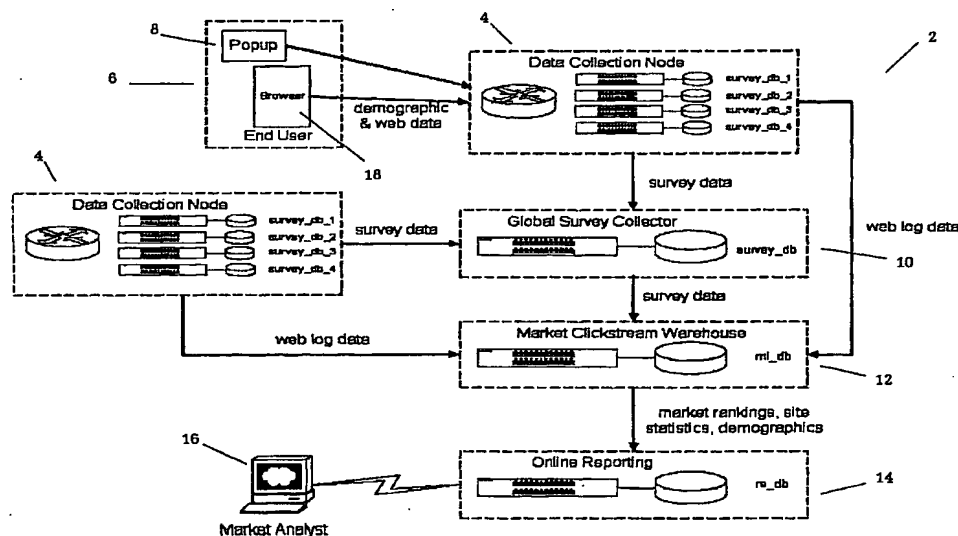 8
Popup
6
Browser
End User
18
demographic
& web data
4
2
Data Collection Node
survey_db_1
survey_db_2
survey_db_3
survey_db_4
survey data
web log data
4
Data Collection Node
survey_db_1
survey_db_2
survey_db_3
survey_db_4
survey data
web log data
Global Survey Collector
survey_db
10
survey data
Market Clickstream Warehouse
mi_db
12
market rankings, site
statistics, demographics
16
Market Analyst
Online Reporting
re_db
14